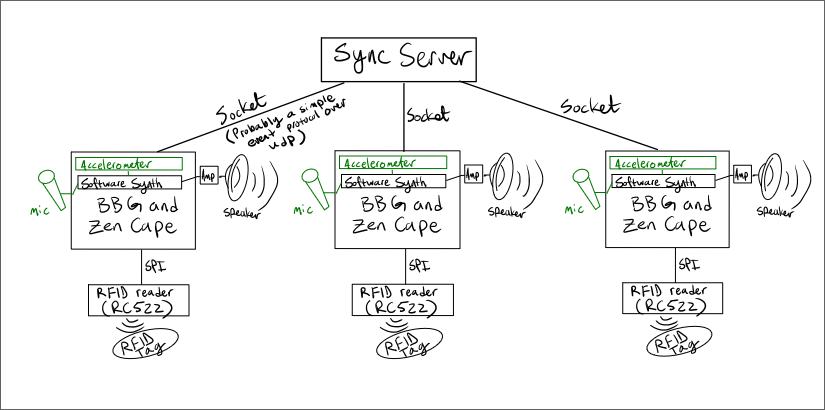 Sync Server
Socket
(Probably a simple
event protocol over
udp)
Socket
Socket
Accelerometer
Software Synth
BBG and
Zen Cape
mic
Amp
Speaker
SPI
RFID reader
(RC522)
RFID
Tag
Accelerometer
Software Synth
BBG and
Zen Cape
mic
Amp
Speaker
SPI
RFID reader
(RC522)
RFID
Tag
Accelerometer
Software Synth
BBG and
Zen Cape
mic
Amp
Speaker
SPI
RFID reader
(RC522)
RFID
Tag